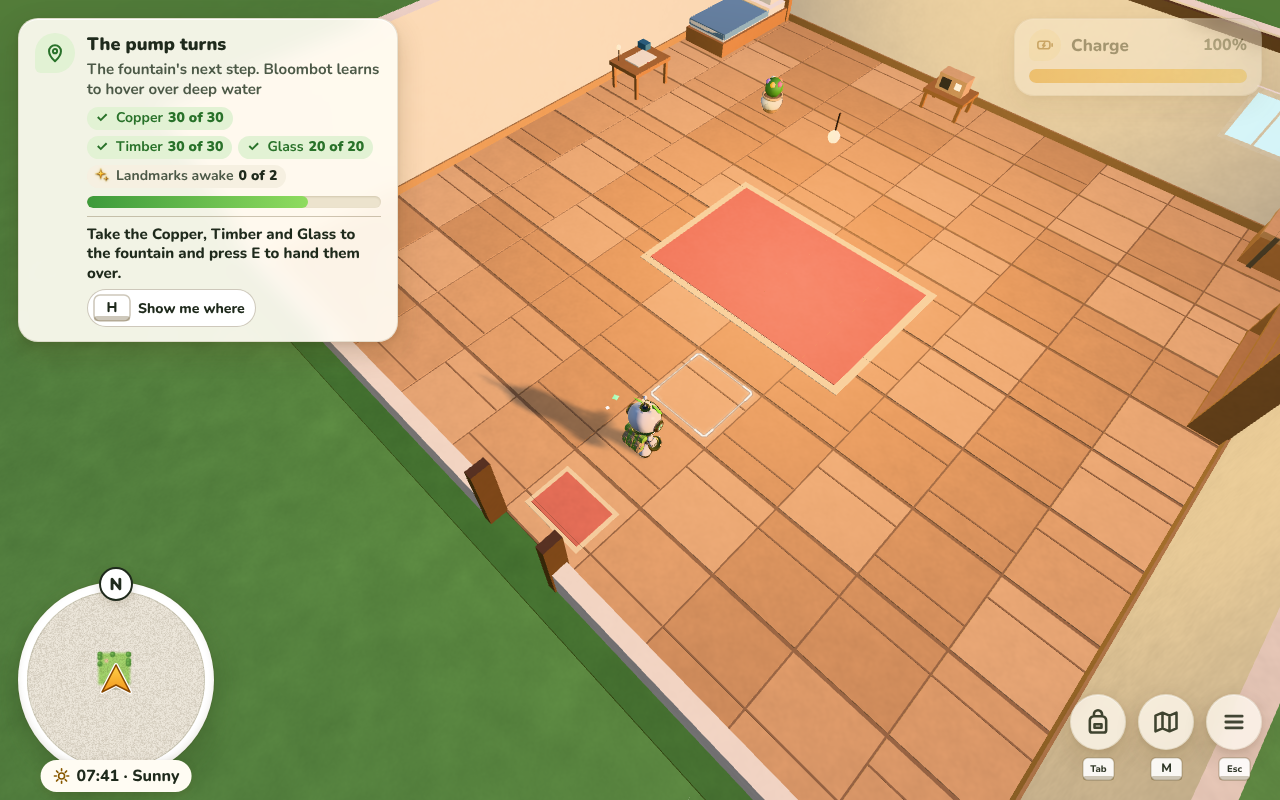 The pump turns
The fountain's next step. Bloombot learns
to hover over deep water
Copper 30 of 30
Timber 30 of 30
Glass 20 of 20
Landmarks awake 0 of 2
Take the Copper, Timber and Glass to
the fountain and press E to hand them
over.
H Show me where
Charge 100%
N
07:41 · Sunny
Tab
M
Esc